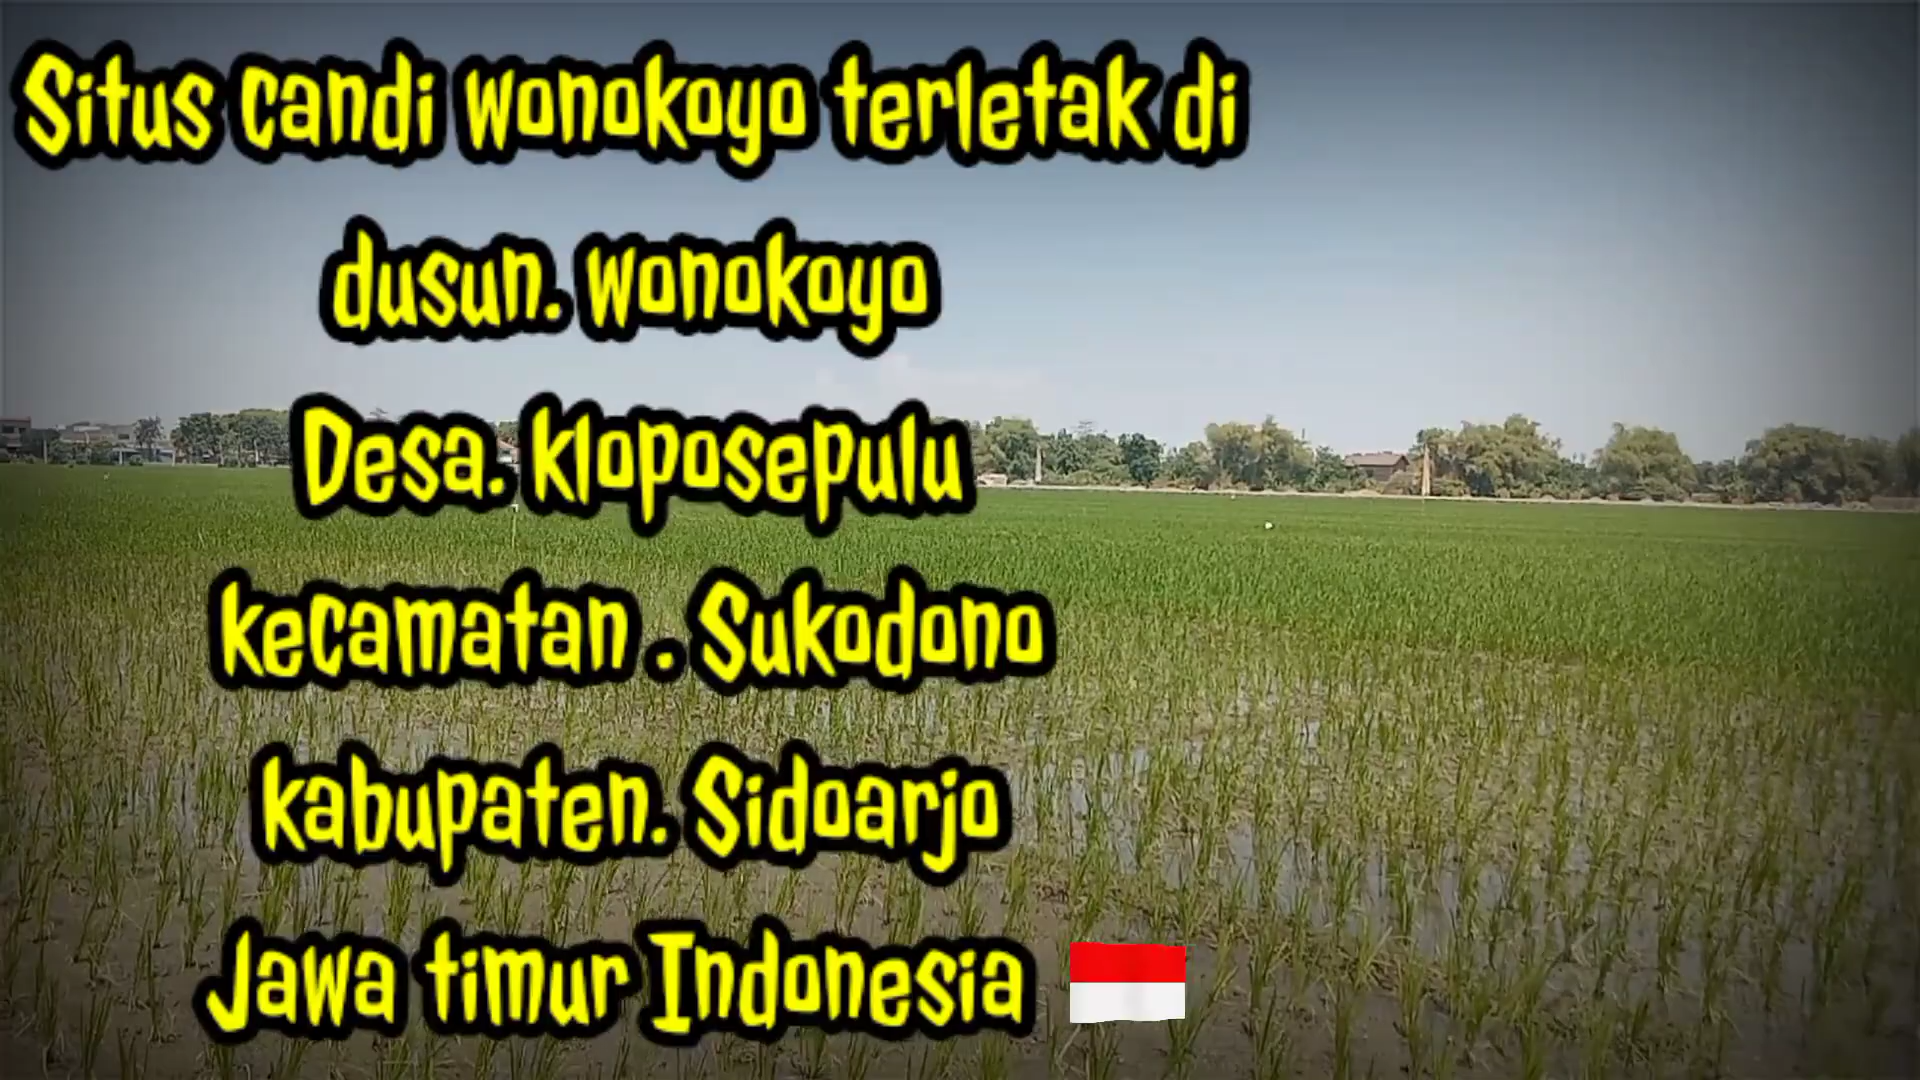 Situs candi wonokoyo terletak di
dusun. wonokoyo
Desa. kloposepulu
kecamatan . Sukodono
kabupaten. Sidoarjo
Jawa timur Indonesia